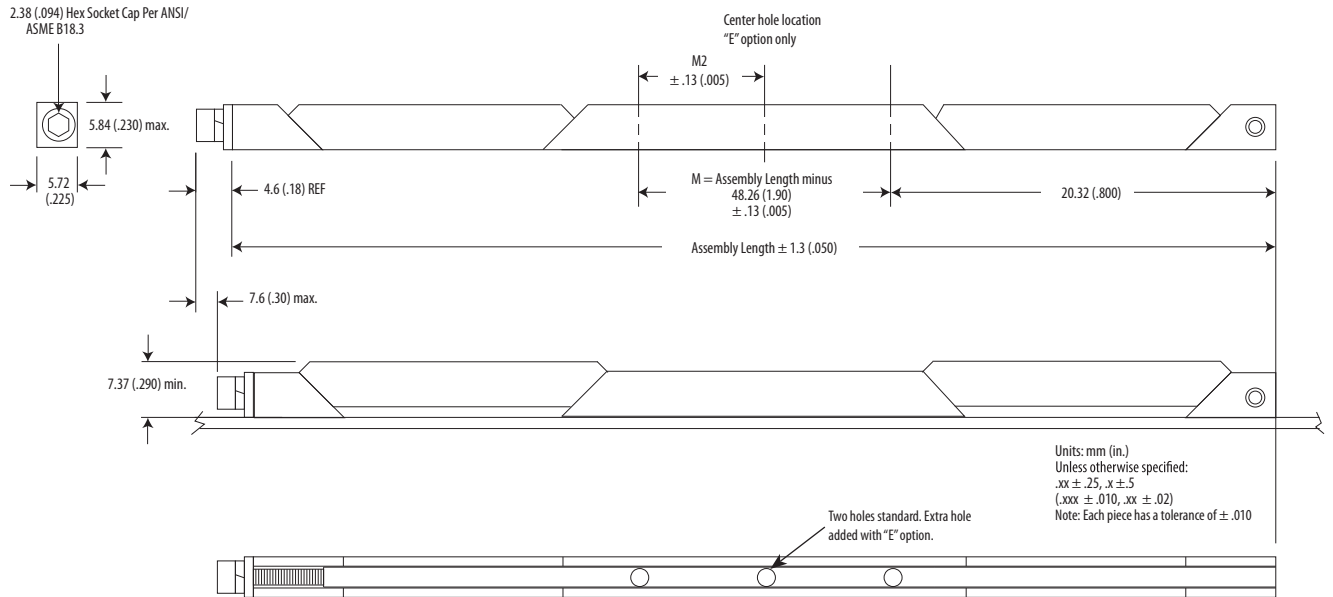 2.38 (.094) Hex Socket Cap Per ANSI/
ASME B18.3
Center hole location
“E” option only
M2
± .13 (.005)
5.84 (.230) max.
5.72
(.225)
4.6 (.18) REF
M = Assembly Length minus
48.26 (1.90)
± .13 (.005)
20.32 (.800)
Assembly Length ± 1.3 (.050)
7.6 (.30) max.
7.37 (.290) min.
Units: mm (in.)
Unless otherwise specified:
.xx ± .25, .x ±.5
(.xxx ± .010, .xx ± .02)
Note: Each piece has a tolerance of ± .010
Two holes standard. Extra hole
added with “E” option.